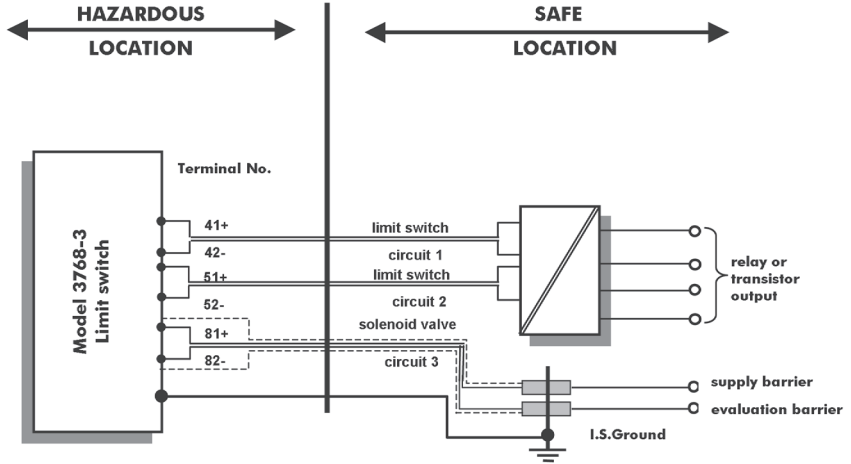 HAZARDOUS
LOCATION
SAFE
LOCATION
Terminal No.
Model 3768-3
Limit switch
41+
42-
51+
52-
81+
82-
limit switch
circuit 1
limit switch
circuit 2
solenoid valve
circuit 3
relay or
transistor
output
supply barrier
evaluation barrier
I.S.Ground